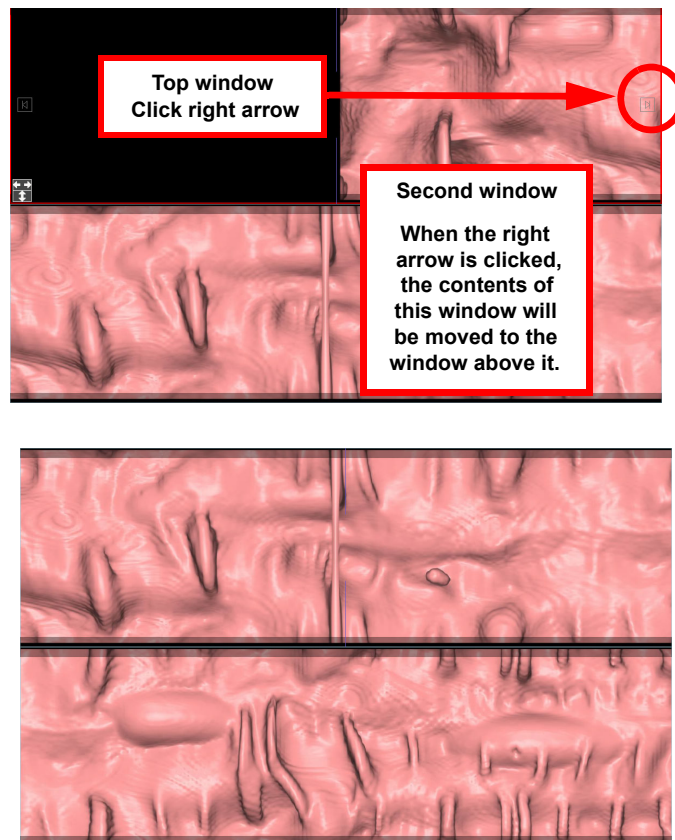 Top window
Click right arrow
Second window
When the right
arrow is clicked,
the contents of
this window will
be moved to the
window above it.